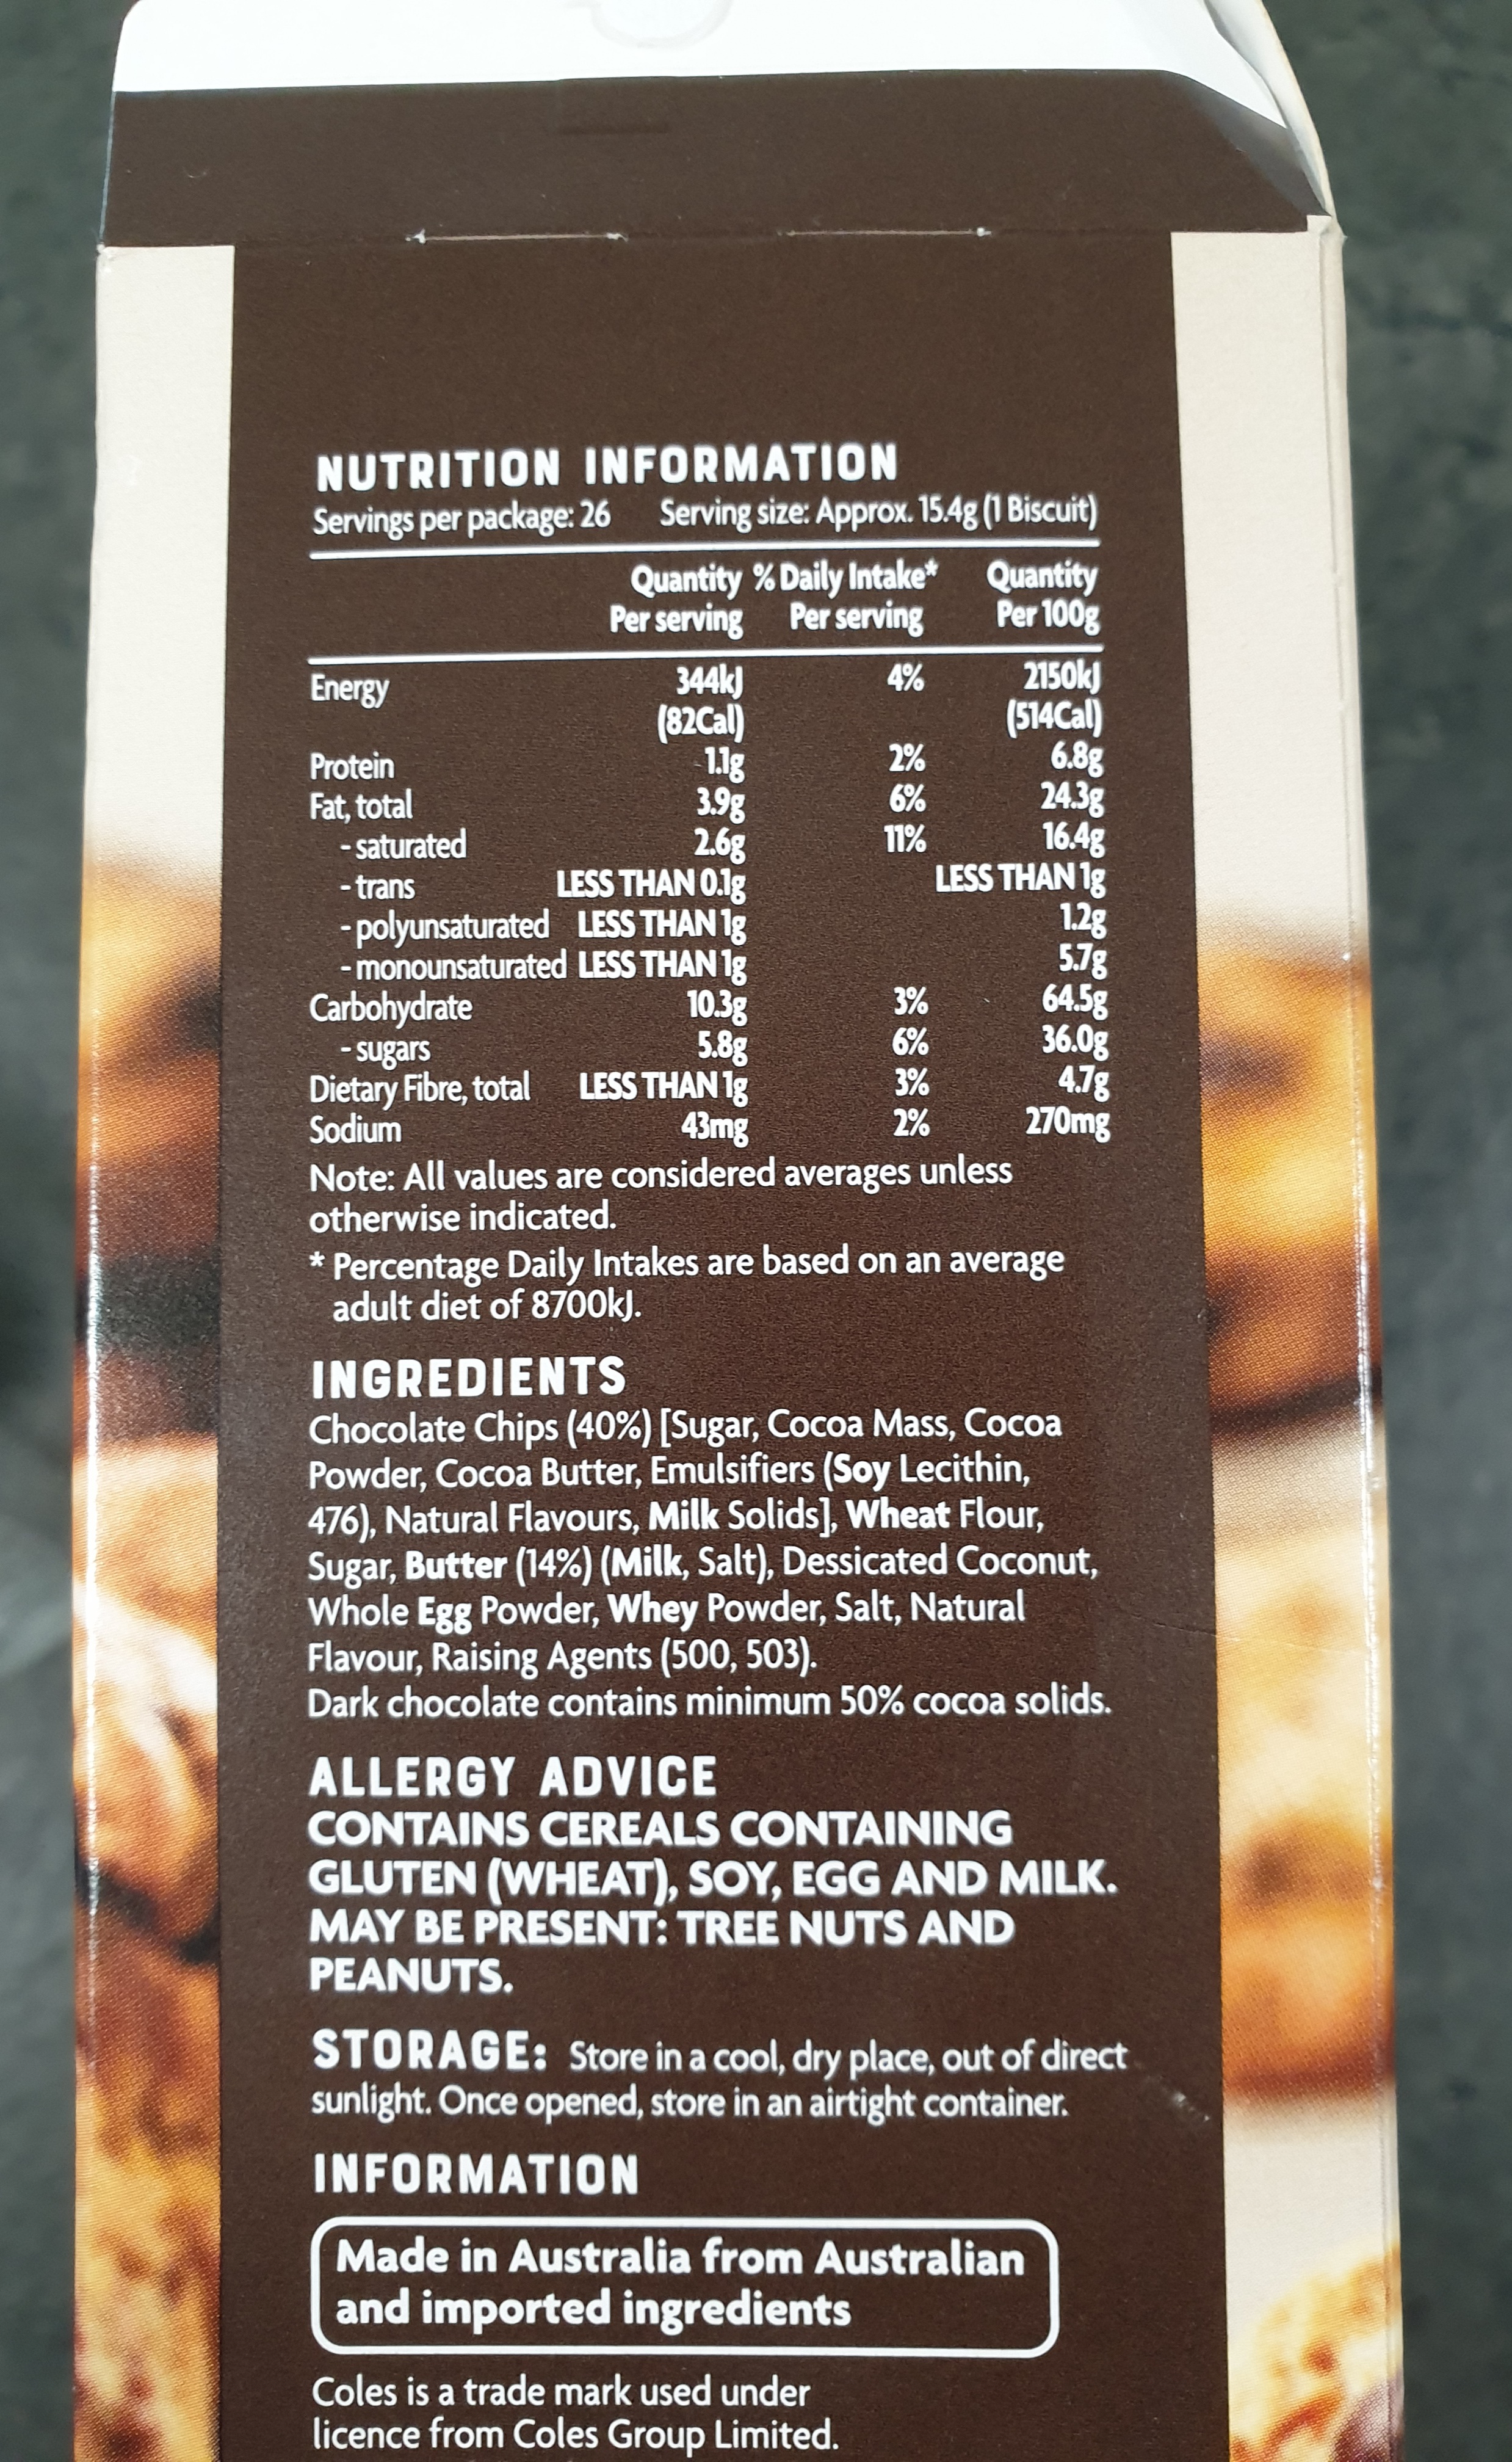 NUTRITION INFORMATION
Servings per package: 26 Serving size: Approx. 15.4g (1 Biscuit)
Quantity % Daily Intake* Quantity
Per serving Per serving Per 100g
Energy 344kJ 4% 2150kJ
(82Cal) (514Cal)
Protein 1.1g 2% 6.8g
Fat, total 3.9g 6% 24.3g
- saturated 2.6g 11% 16.4g
- trans LESS THAN 0.1g LESS THAN 1g
- polyunsaturated LESS THAN 1g 1.2g
- monounsaturated LESS THAN 1g 5.7g
Carbohydrate 10.3g 3% 64.5g
- sugars 5.8g 6% 36.0g
Dietary Fibre, total LESS THAN 1g 3% 4.7g
Sodium 43mg 2% 270mg
Note: All values are considered averages unless
otherwise indicated.
* Percentage Daily Intakes are based on an average
adult diet of 8700kJ.
INGREDIENTS
Chocolate Chips (40%) [Sugar, Cocoa Mass, Cocoa
Powder, Cocoa Butter, Emulsifiers (Soy Lecithin,
476), Natural Flavours, Milk Solids], Wheat Flour,
Sugar, Butter (14%) (Milk, Salt), Dessicated Coconut,
Whole Egg Powder, Whey Powder, Salt, Natural
Flavour, Raising Agents (500, 503).
Dark chocolate contains minimum 50% cocoa solids.
ALLERGY ADVICE
CONTAINS CEREALS CONTAINING
GLUTEN (WHEAT), SOY, EGG AND MILK.
MAY BE PRESENT: TREE NUTS AND
PEANUTS.
STORAGE: Store in a cool, dry place, out of direct
sunlight. Once opened, store in an airtight container.
INFORMATION
Made in Australia from Australian
and imported ingredients
Coles is a trade mark used under
licence from Coles Group Limited.